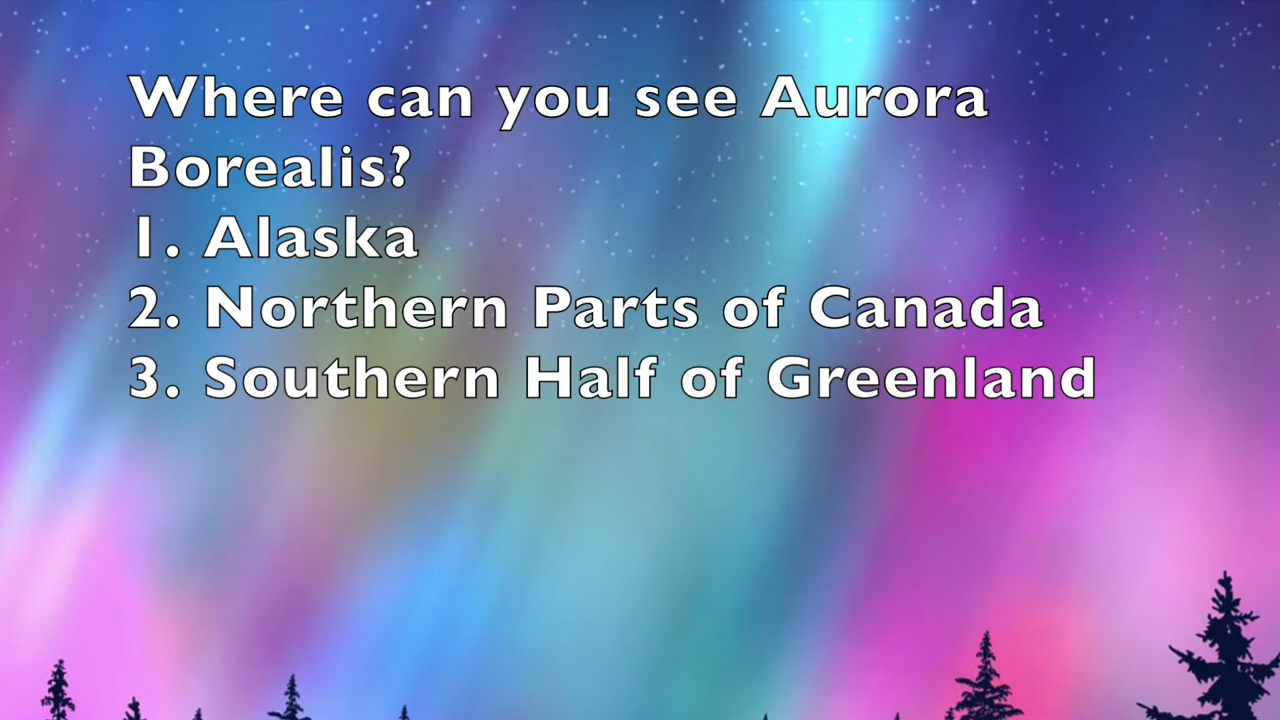 Where can you see Aurora
Borealis?
1. Alaska
2. Northern Parts of Canada
3. Southern Half of Greenland